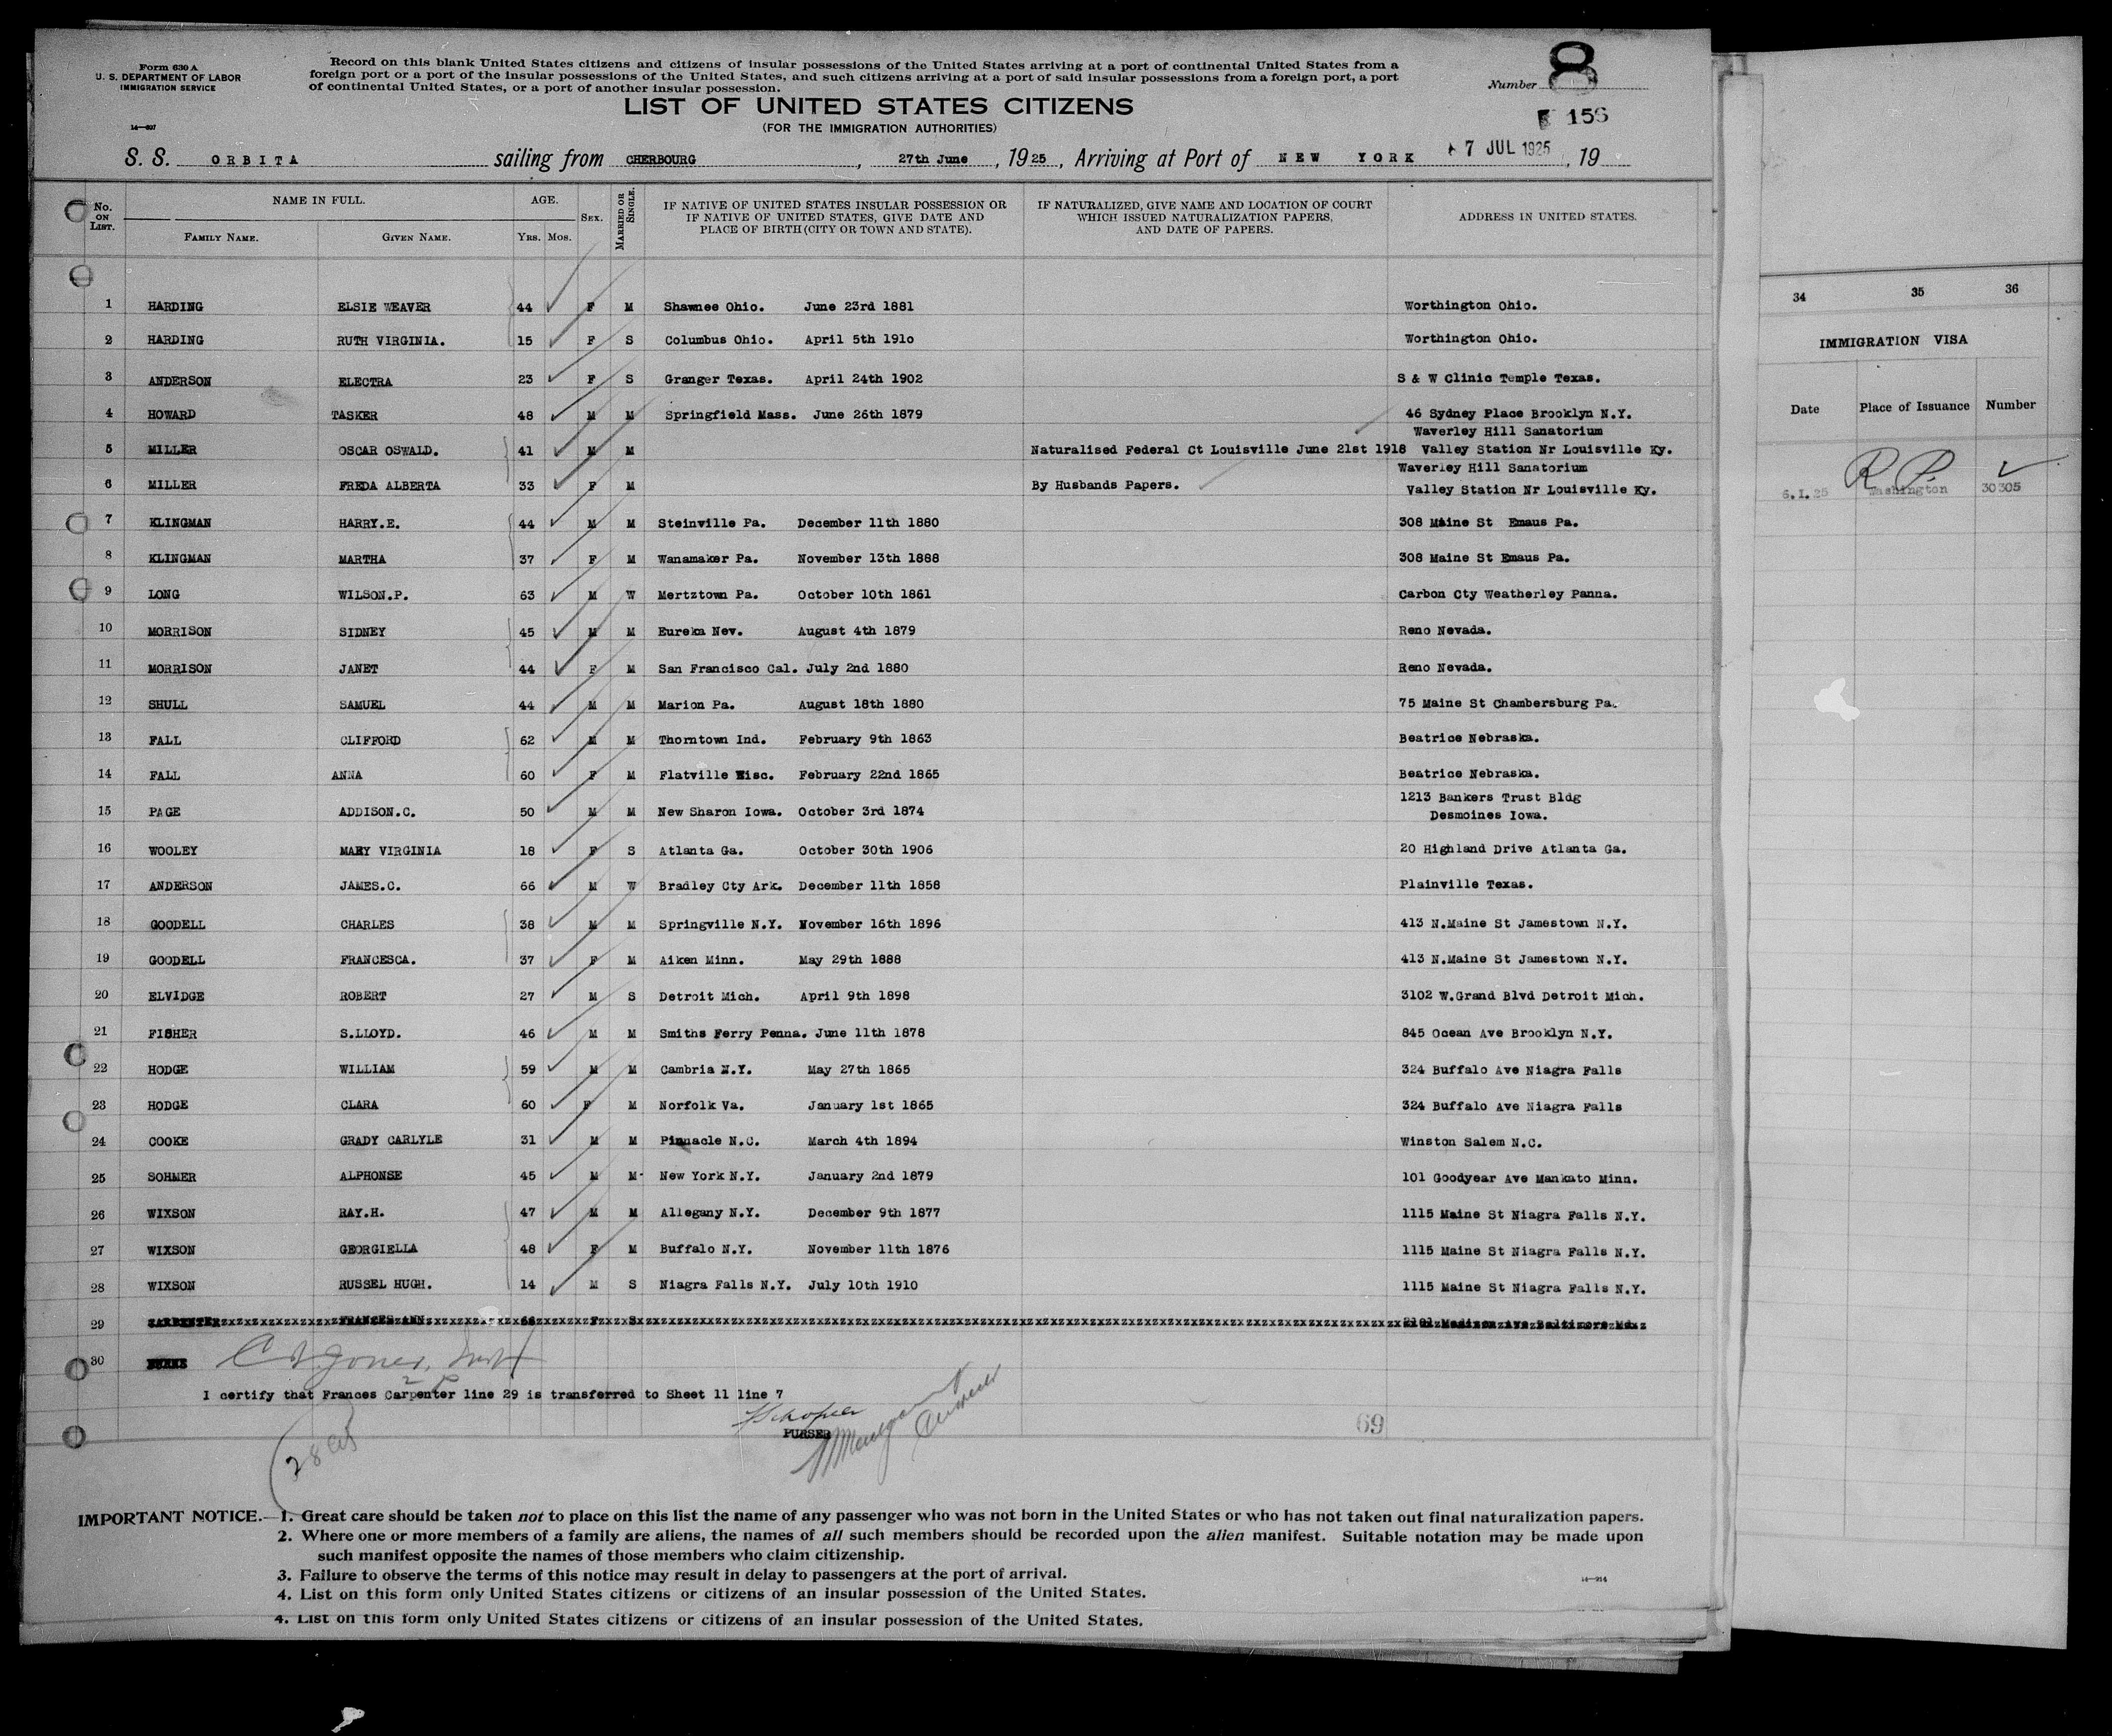 Form 630 A
U. S. DEPARTMENT OF LABOR
IMMIGRATION SERVICE
Record on this blank United States citizens and citizens of insular possessions of the United States arriving at a port of continental United States from a
foreign port or a port of the insular possessions of the United States, and such citizens arriving at a port of said insular possessions from a foreign port, a port
of continental United States, or a port of another insular possession.
Number 8
LIST OF UNITED STATES CITIZENS
(FOR THE IMMIGRATION AUTHORITIES)
156
14—607
S. S. ORBITA sailing from CHERBOURG, 27th June, 1925, Arriving at Port of NEW YORK 7 JUL 1925, 19
No. ON LIST.
NAME IN FULL.
FAMILY NAME. GIVEN NAME.
AGE.
YRS. MOS.
SEX.
MARRIED OR SINGLE.
IF NATIVE OF UNITED STATES INSULAR POSSESSION OR
IF NATIVE OF UNITED STATES, GIVE DATE AND
PLACE OF BIRTH (CITY OR TOWN AND STATE).
IF NATURALIZED, GIVE NAME AND LOCATION OF COURT
WHICH ISSUED NATURALIZATION PAPERS,
AND DATE OF PAPERS.
ADDRESS IN UNITED STATES.
1 HARDING ELSIE WEAVER 44 F M Shawnee Ohio. June 23rd 1881 Worthington Ohio.
2 HARDING RUTH VIRGINIA. 15 F S Columbus Ohio. April 5th 191o Worthington Ohio.
3 ANDERSON ELECTRA 23 F S Granger Texas. April 24th 1902 S & W Clinic Temple Texas.
4 HOWARD TASKER 48 M M Springfield Mass. June 26th 1879 46 Sydney Place Brooklyn N.Y.
Waverley Hill Sanatorium
5 MILLER OSCAR OSWALD. 41 M M Naturalised Federal Ct Louisville June 21st 1918 Valley Station Nr Louisville Ky.
Waverley Hill Sanatorium
6 MILLER FREDA ALBERTA 33 F M By Husbands Papers. Valley Station Nr Louisville Ky.
7 KLINGMAN HARRY.E. 44 M M Steinville Pa. December 11th 1880 308 Maine St Emaus Pa.
8 KLINGMAN MARTHA 37 F M Wanamaker Pa. November 13th 1888 308 Maine St Emaus Pa.
9 LONG WILSON.P. 63 M W Mertztown Pa. October 10th 1861 Carbon Cty Weatherley Panna.
10 MORRISON SIDNEY 45 M M Eureka Nev. August 4th 1879 Reno Nevada.
11 MORRISON JANET 44 F M San Francisco Cal. July 2nd 1880 Reno Nevada.
12 SHULL SAMUEL 44 M M Marion Pa. August 18th 1880 75 Maine St Chambersburg Pa.
13 FALL CLIFFORD 62 M M Thorntown Ind. February 9th 1863 Beatrice Nebraska.
14 FALL ANNA 60 F M Flatville Wisc. February 22nd 1865 Beatrice Nebraska.
1213 Bankers Trust Bldg
15 PAGE ADDISON.C. 50 M M New Sharon Iowa. October 3rd 1874 Desmoines Iowa.
16 WOOLEY MARY VIRGINIA 18 F S Atlanta Ga. October 30th 1906 20 Highland Drive Atlanta Ga.
17 ANDERSON JAMES.C. 66 M W Bradley Cty Ark. December 11th 1858 Plainville Texas.
18 GOODELL CHARLES 38 M M Springville N.Y. November 16th 1896 413 N.Maine St Jamestown N.Y.
19 GOODELL FRANCESCA. 37 F M Aiken Minn. May 29th 1888 413 N.Maine St Jamestown N.Y.
20 ELVIDGE ROBERT 27 M S Detroit Mich. April 9th 1898 3102 W.Grand Blvd Detroit Mich.
21 FISHER S.LLOYD. 46 M M Smiths Ferry Penna. June 11th 1878 845 Ocean Ave Brooklyn N.Y.
22 HODGE WILLIAM 59 M M Cambria N.Y. May 27th 1865 324 Buffalo Ave Niagra Falls
23 HODGE CLARA 60 F M Norfolk Va. January 1st 1865 324 Buffalo Ave Niagra Falls
24 COOKE GRADY CARLYLE 31 M M Pinnacle N.C. March 4th 1894 Winston Salem N.C.
25 SOHMER ALPHONSE 45 M M New York N.Y. January 2nd 1879 101 Goodyear Ave Mankato Minn.
26 WIXSON RAY.H. 47 M M Allegany N.Y. December 9th 1877 1115 Maine St Niagra Falls N.Y.
27 WIXSON GEORGIELLA 48 F M Buffalo N.Y. November 11th 1876 1115 Maine St Niagra Falls N.Y.
28 WIXSON RUSSEL HUGH. 14 M S Niagra Falls N.Y. July 10th 1910 1115 Maine St Niagra Falls N.Y.
29 CARPENTER FRANCES ANN F S Madison Ave Baltimore Md
30
I certify that Frances Carpenter line 29 is transferred to Sheet 11 line 7
PURSER
69
28
IMPORTANT NOTICE.—1. Great care should be taken not to place on this list the name of any passenger who was not born in the United States or who has not taken out final naturalization papers.
2. Where one or more members of a family are aliens, the names of all such members should be recorded upon the alien manifest. Suitable notation may be made upon
such manifest opposite the names of those members who claim citizenship.
3. Failure to observe the terms of this notice may result in delay to passengers at the port of arrival.
14—214
4. List on this form only United States citizens or citizens of an insular possession of the United States.
4. List on this form only United States citizens or citizens of an insular possession of the United States.
34 35 36
IMMIGRATION VISA
Date Place of Issuance Number
R. P.
6.1.25 Washington 30305